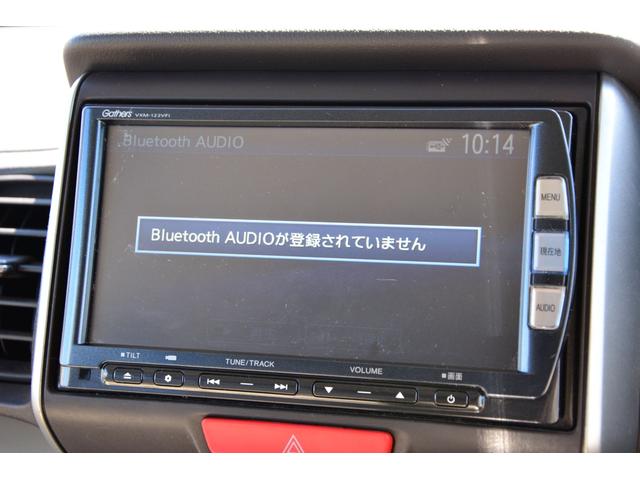 Gathers
VXM-122VFi
Bluetooth AUDIO
10:14
Bluetooth AUDIOが登録されていません
MENU
現在地
AUDIO
TILT
TUNE/TRACK
VOLUME
画面